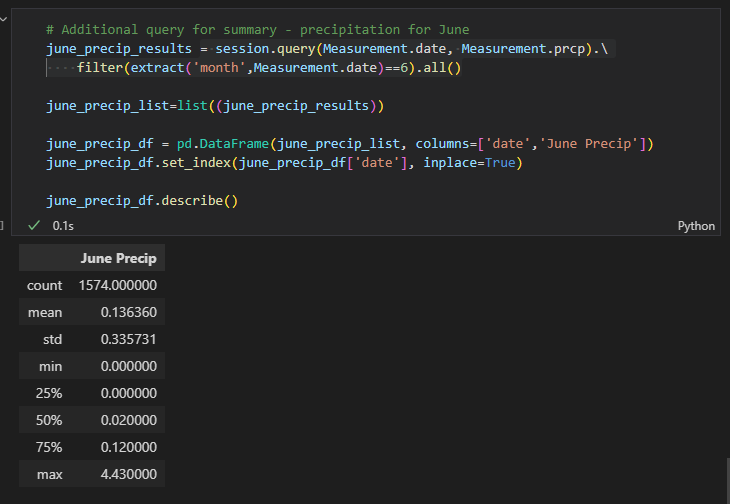 # Additional query for summary - precipitation for June
june_precip_results = session.query(Measurement.date, Measurement.prcp).\
    filter(extract('month',Measurement.date)==6).all()
june_precip_list=list((june_precip_results))
june_precip_df = pd.DataFrame(june_precip_list, columns=['date','June Precip'])
june_precip_df.set_index(june_precip_df['date'], inplace=True)
june_precip_df.describe()
] ✓ 0.1s Python
June Precip
count 1574.000000
mean 0.136360
std 0.335731
min 0.000000
25% 0.000000
50% 0.020000
75% 0.120000
max 4.430000